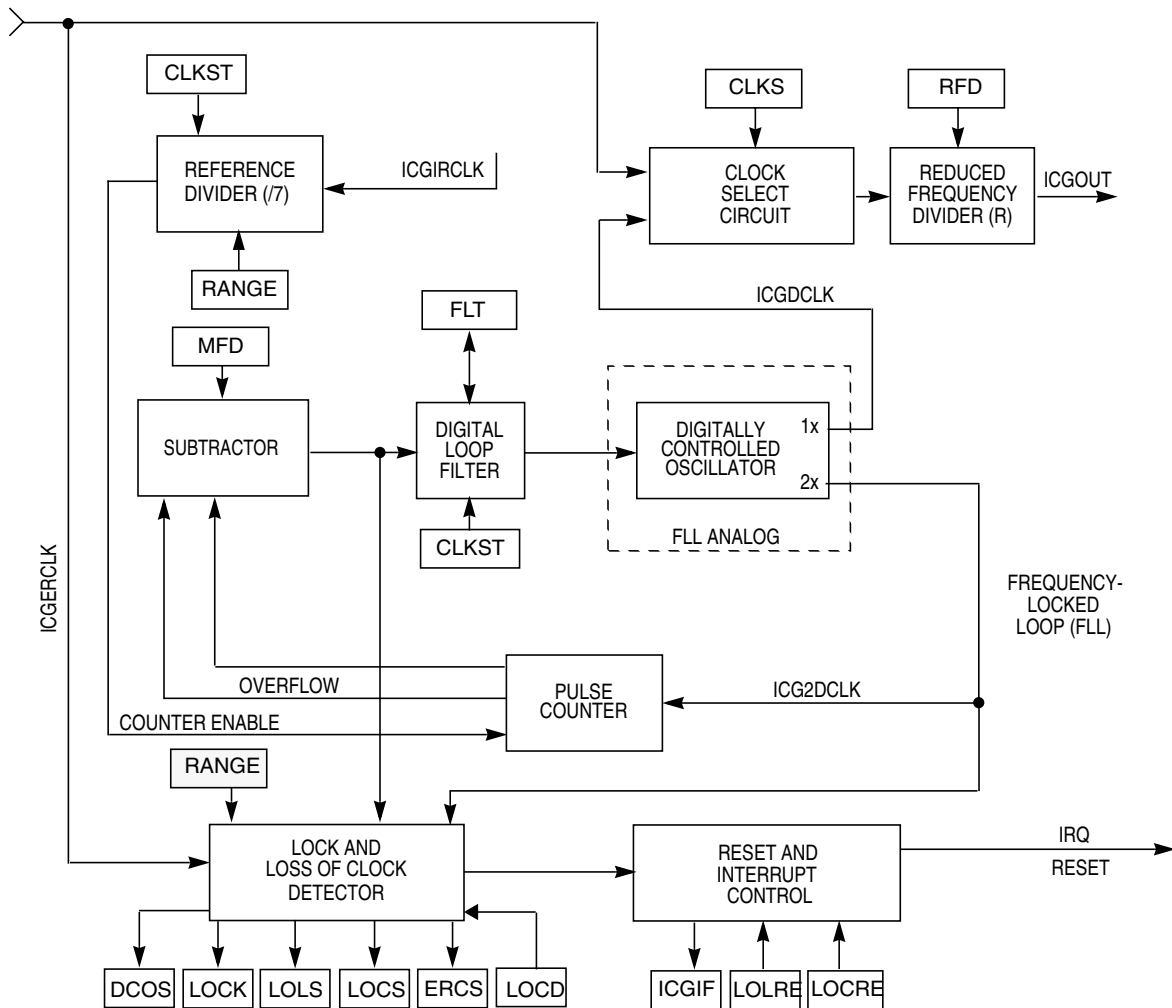 CLKST
CLKS
RFD
REFERENCE
DIVIDER (/7)
ICGIRCLK
CLOCK
SELECT
CIRCUIT
REDUCED
FREQUENCY
DIVIDER (R)
ICGOUT
RANGE
ICGDCLK
FLT
MFD
SUBTRACTOR
DIGITAL
LOOP
FILTER
DIGITALLY
CONTROLLED
OSCILLATOR
1x
2x
FLL ANALOG
CLKST
ICGERCLK
FREQUENCY-
LOCKED
LOOP (FLL)
OVERFLOW
PULSE
COUNTER
ICG2DCLK
COUNTER ENABLE
RANGE
LOCK AND
LOSS OF CLOCK
DETECTOR
RESET AND
INTERRUPT
CONTROL
IRQ
RESET
DCOS
LOCK
LOLS
LOCS
ERCS
LOCD
ICGIF
LOLRE
LOCRE